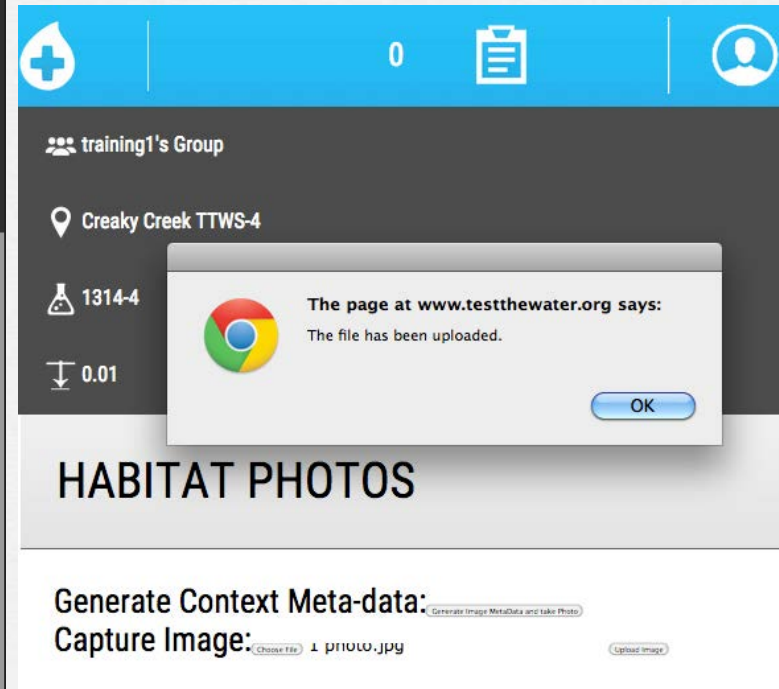 0
training1's Group
Creaky Creek TTWS-4
1314-4
0.01
The page at www.testthewater.org says:
The file has been uploaded.
OK
HABITAT PHOTOS
Generate Context Meta-data: Generate Image MetaData and take Photo
Capture Image: Choose File 1 photo.jpg Upload Image